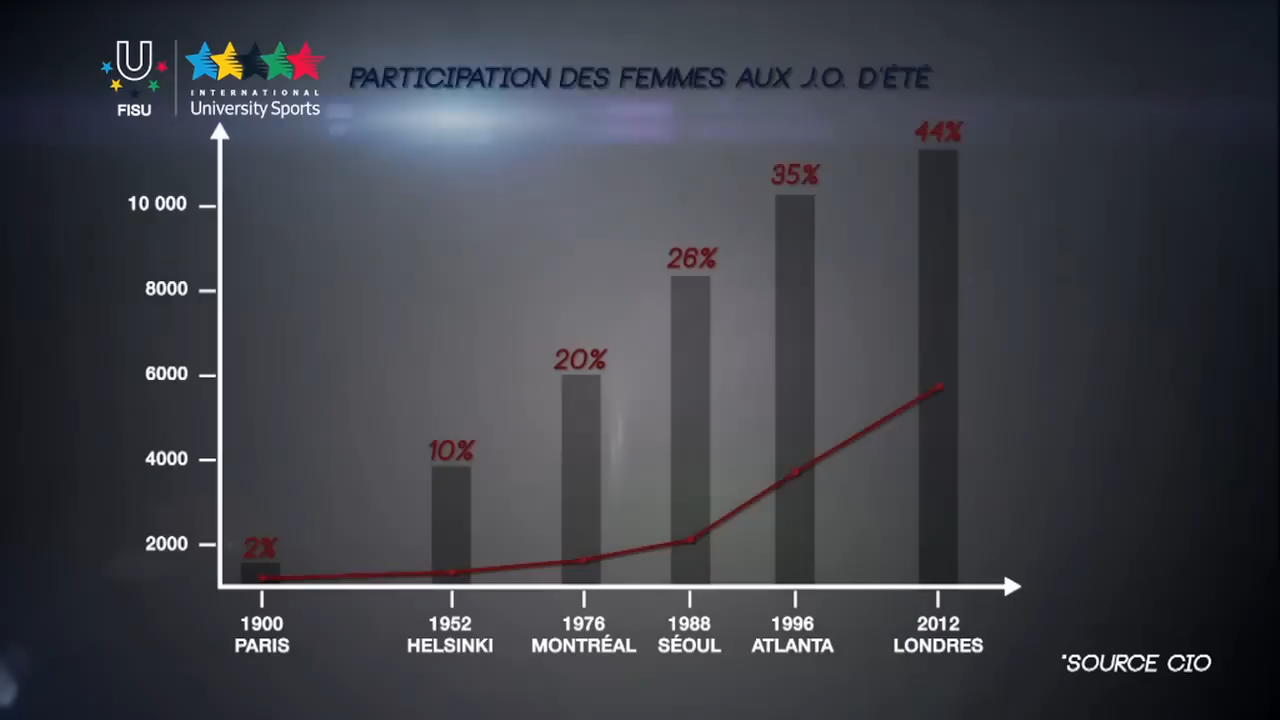 U
FISU
INTERNATIONAL
University Sports
PARTICIPATION DES FEMMES AUX J.O. D'ÉTÉ
44%
35%
26%
20%
10%
2%
10 000
8000
6000
4000
2000
1900
PARIS
1952
HELSINKI
1976
MONTRÉAL
1988
SÉOUL
1996
ATLANTA
2012
LONDRES
*SOURCE CIO